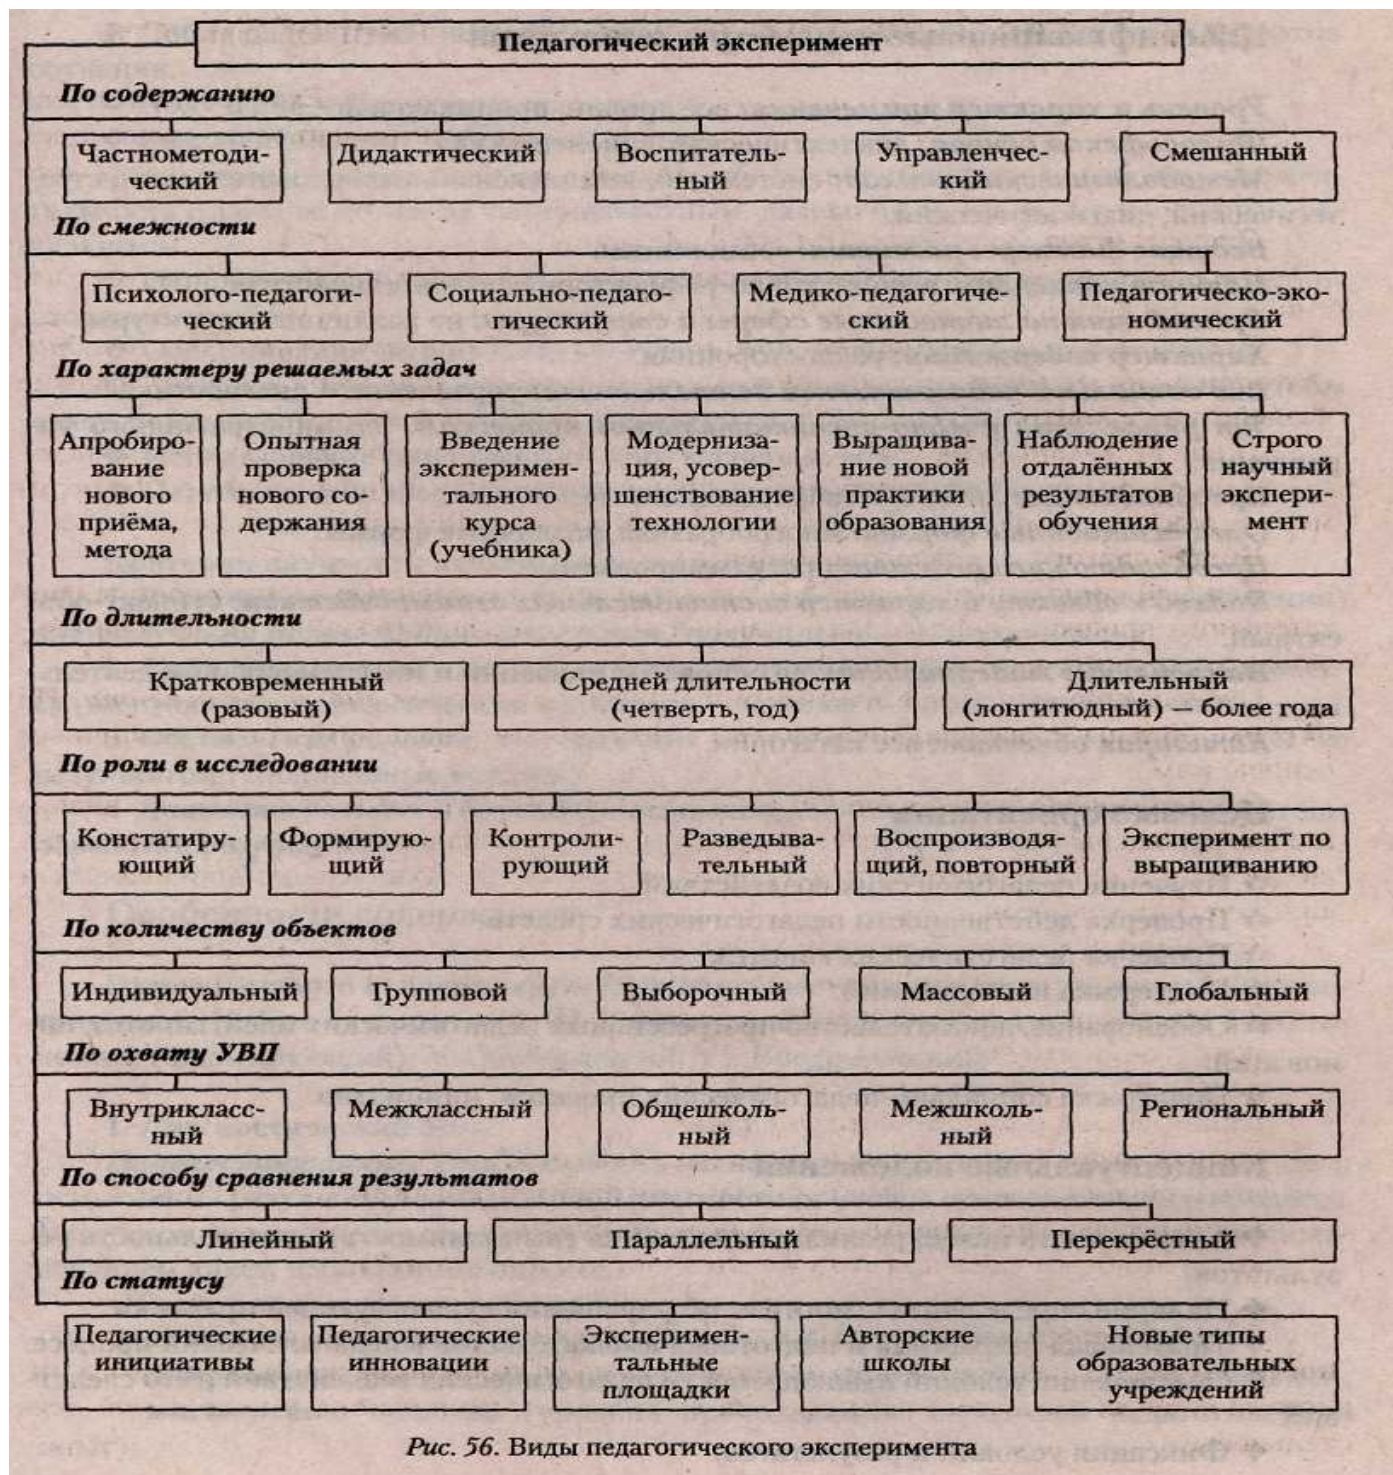 Педагогический эксперимент
По содержанию
Частнометоди-
ческий
Дидактический
Воспитатель-
ный
Управленчес-
кий
Смешанный
По смежности
Психолого-педагоги-
ческий
Социально-педаго-
гический
Медико-педагогиче-
ский
Педагогическо-эко-
номический
По характеру решаемых задач
Апробиро-
вание
нового
приёма,
метода
Опытная
проверка
нового со-
держания
Введение
эксперимен-
тального
курса
(учебника)
Модерниза-
ция, усовер-
шенствование
технологии
Выращива-
ние новой
практики
образования
Наблюдение
отдалённых
результатов
обучения
Строго
научный
экспери-
мент
По длительности
Кратковременный
(разовый)
Средней длительности
(четверть, год)
Длительный
(лонгитюдный) — более года
По роли в исследовании
Констатиру-
ющий
Формирую-
щий
Контроли-
рующий
Разведыва-
тельный
Воспроизводя-
щий, повторный
Эксперимент по
выращиванию
По количеству объектов
Индивидуальный
Групповой
Выборочный
Массовый
Глобальный
По охвату УВП
Внутрикласс-
ный
Межклассный
Общешколь-
ный
Межшколь-
ный
Региональный
По способу сравнения результатов
Линейный
Параллельный
Перекрёстный
По статусу
Педагогические
инициативы
Педагогические
инновации
Эксперимен-
тальные
площадки
Авторские
школы
Новые типы
образовательных
учреждений
Рис. 56. Виды педагогического эксперимента